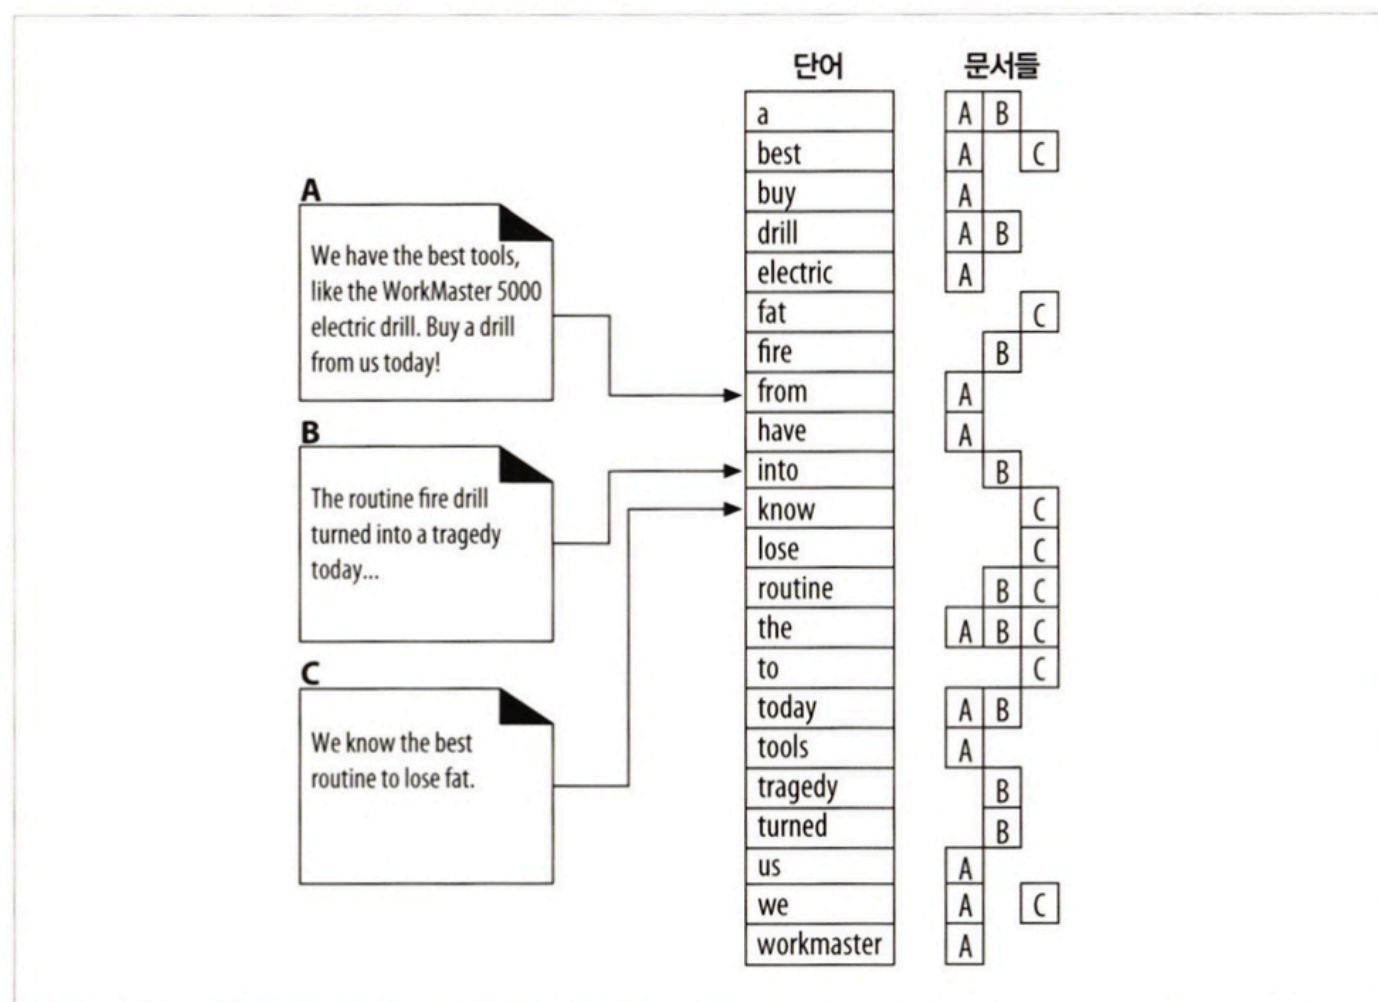 A
We have the best tools,
like the WorkMaster 5000
electric drill. Buy a drill
from us today!
B
The routine fire drill
turned into a tragedy
today...
C
We know the best
routine to lose fat.
단어 문서들
a A B
best A C
buy A
drill A B
electric A
fat C
fire B
from A
have A
into B
know C
lose C
routine B C
the A B C
to C
today A B
tools A
tragedy B
turned B
us A
we A C
workmaster A